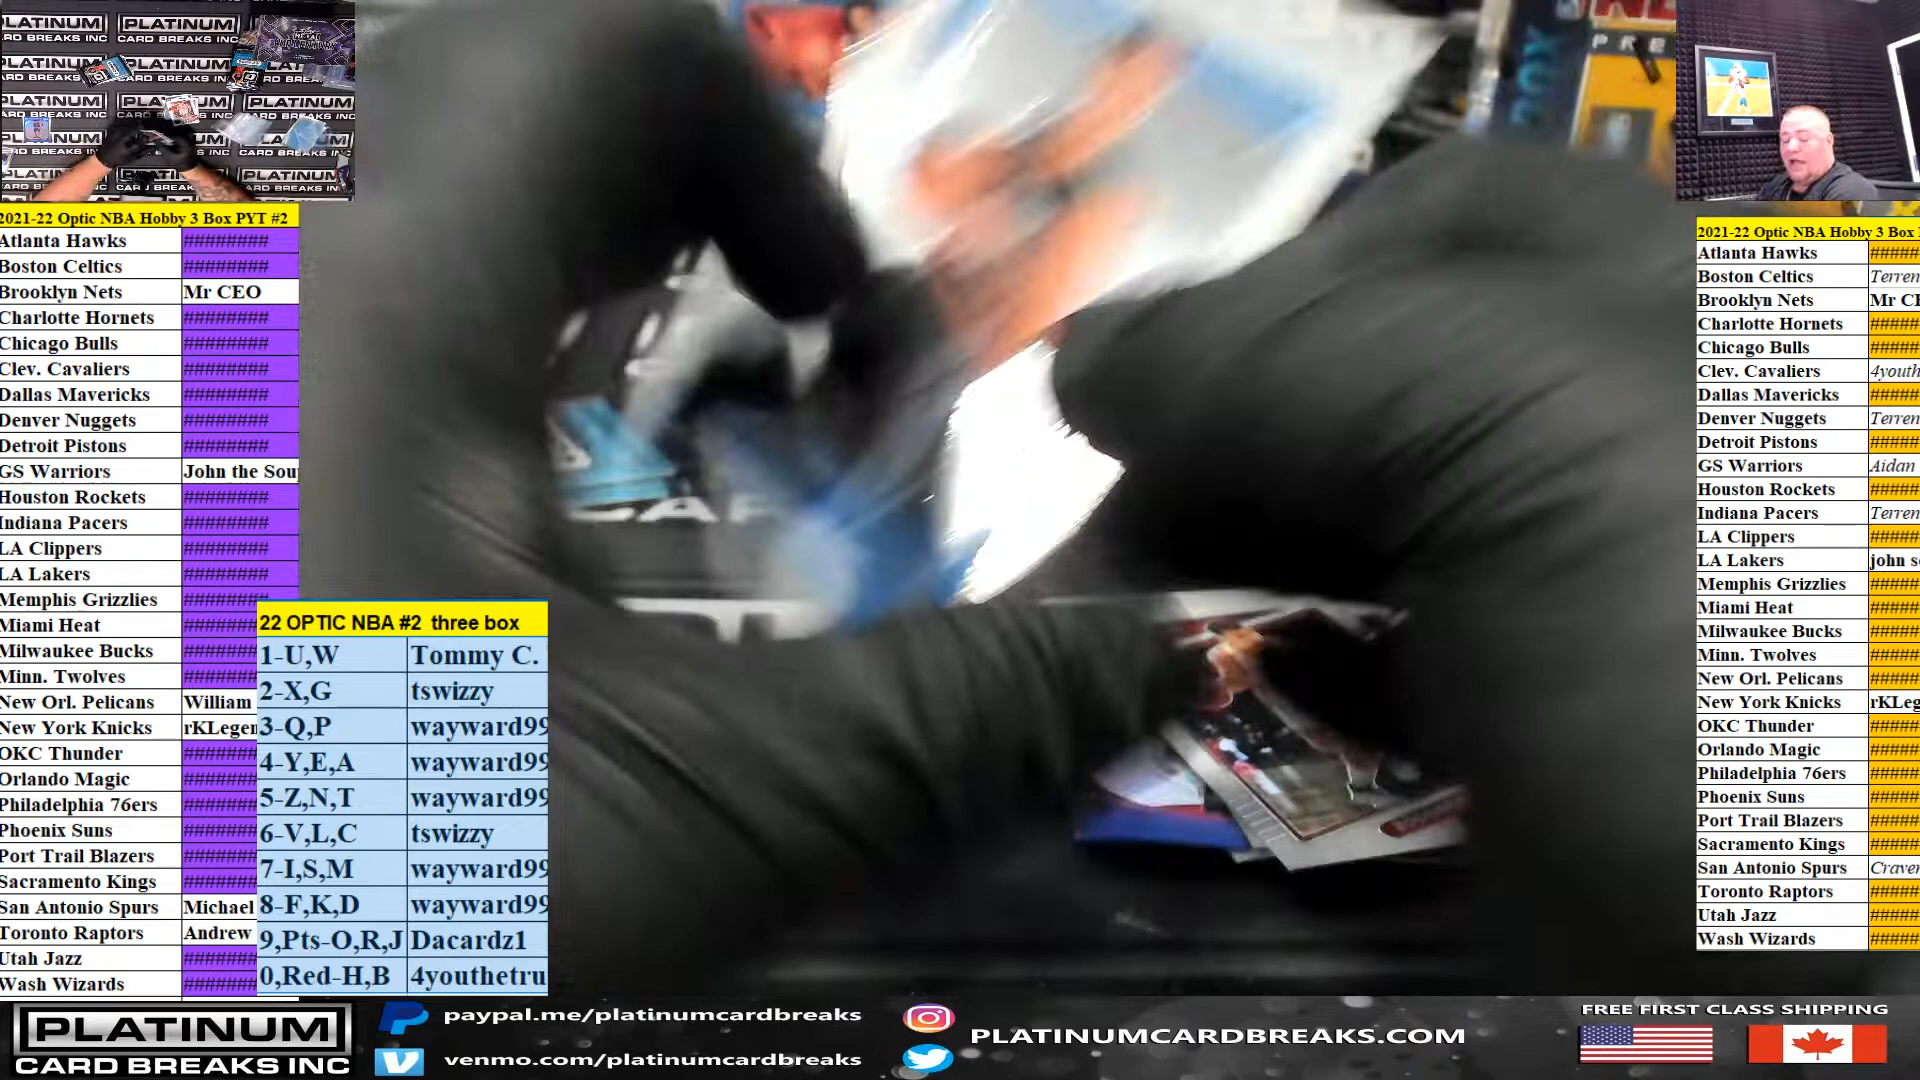 PLATINUM
CARD BREAKS INC
2021-22 Optic NBA Hobby 3 Box PYT #2
Atlanta Hawks ########
Boston Celtics ########
Brooklyn Nets Mr CEO
Charlotte Hornets ########
Chicago Bulls ########
Clev. Cavaliers ########
Dallas Mavericks ########
Denver Nuggets ########
Detroit Pistons ########
GS Warriors John the Sou
Houston Rockets ########
Indiana Pacers ########
LA Clippers ########
LA Lakers ########
Memphis Grizzlies ########
Miami Heat #######
Milwaukee Bucks #######
Minn. Twolves #######
New Orl. Pelicans William
New York Knicks rKLegen
OKC Thunder #######
Orlando Magic #######
Philadelphia 76ers #######
Phoenix Suns #######
Port Trail Blazers #######
Sacramento Kings #######
San Antonio Spurs Michael
Toronto Raptors Andrew
Utah Jazz #######
Wash Wizards #######
22 OPTIC NBA #2 three box
1-U,W Tommy C.
2-X,G tswizzy
3-Q,P wayward99
4-Y,E,A wayward99
5-Z,N,T wayward99
6-V,L,C tswizzy
7-I,S,M wayward99
8-F,K,D wayward99
9,Pts-O,R,J Dacardz1
0,Red-H,B 4youthetru
BOX
PRE
2021-22 Optic NBA Hobby 3 Box
Atlanta Hawks #####
Boston Celtics Terren
Brooklyn Nets Mr CE
Charlotte Hornets #####
Chicago Bulls #####
Clev. Cavaliers 4youth
Dallas Mavericks #####
Denver Nuggets Terren
Detroit Pistons #####
GS Warriors Aidan
Houston Rockets #####
Indiana Pacers Terren
LA Clippers #####
LA Lakers john s
Memphis Grizzlies #####
Miami Heat #####
Milwaukee Bucks #####
Minn. Twolves #####
New Orl. Pelicans #####
New York Knicks rKLeg
OKC Thunder #####
Orlando Magic #####
Philadelphia 76ers #####
Phoenix Suns #####
Port Trail Blazers #####
Sacramento Kings #####
San Antonio Spurs Craven
Toronto Raptors #####
Utah Jazz #####
Wash Wizards #####
PLATINUM
CARD BREAKS INC
paypal.me/platinumcardbreaks
venmo.com/platinumcardbreaks
PLATINUMCARDBREAKS.COM
FREE FIRST CLASS SHIPPING